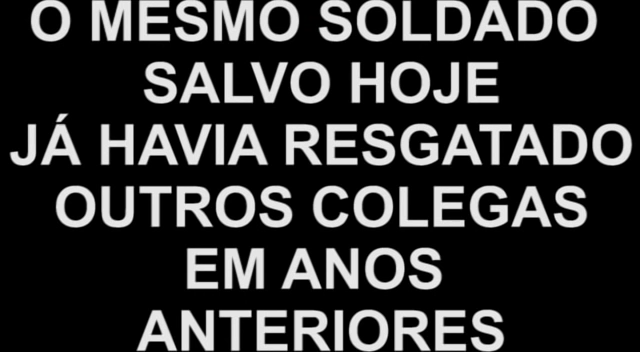 O MESMO SOLDADO
SALVO HOJE
JÁ HAVIA RESGATADO
OUTROS COLEGAS
EM ANOS
ANTERIORES